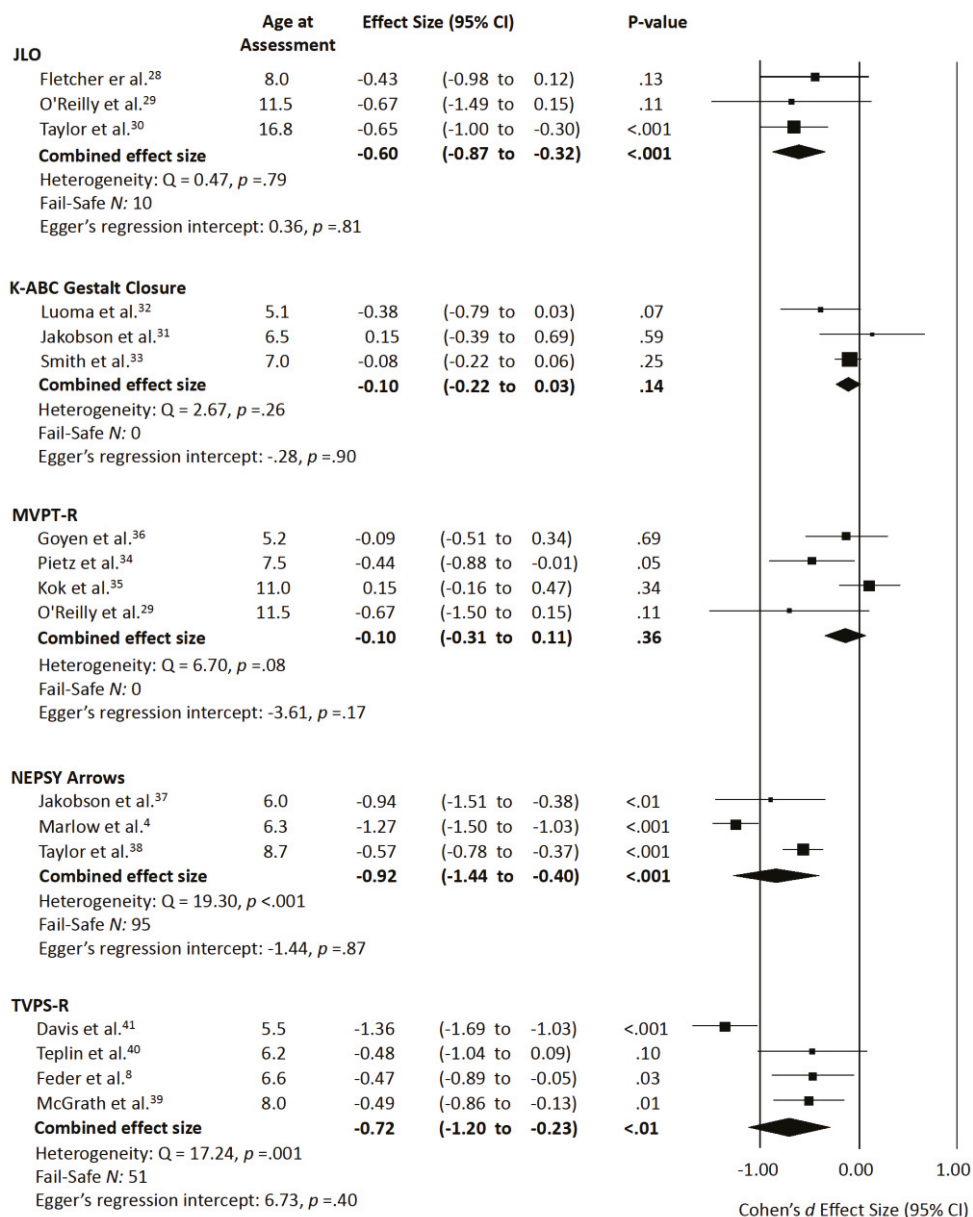 Age at Assessment Effect Size (95% CI) P-value
JLO
Fletcher er al.28 8.0 -0.43 (-0.98 to 0.12) .13
O'Reilly et al.29 11.5 -0.67 (-1.49 to 0.15) .11
Taylor et al.30 16.8 -0.65 (-1.00 to -0.30) <.001
Combined effect size -0.60 (-0.87 to -0.32) <.001
Heterogeneity: Q = 0.47, p =.79
Fail-Safe N: 10
Egger's regression intercept: 0.36, p =.81
K-ABC Gestalt Closure
Luoma et al.32 5.1 -0.38 (-0.79 to 0.03) .07
Jakobson et al.31 6.5 0.15 (-0.39 to 0.69) .59
Smith et al.33 7.0 -0.08 (-0.22 to 0.06) .25
Combined effect size -0.10 (-0.22 to 0.03) .14
Heterogeneity: Q = 2.67, p =.26
Fail-Safe N: 0
Egger's regression intercept: -.28, p =.90
MVPT-R
Goyen et al.36 5.2 -0.09 (-0.51 to 0.34) .69
Pietz et al.34 7.5 -0.44 (-0.88 to -0.01) .05
Kok et al.35 11.0 0.15 (-0.16 to 0.47) .34
O'Reilly et al.29 11.5 -0.67 (-1.50 to 0.15) .11
Combined effect size -0.10 (-0.31 to 0.11) .36
Heterogeneity: Q = 6.70, p =.08
Fail-Safe N: 0
Egger's regression intercept: -3.61, p =.17
NEPSY Arrows
Jakobson et al.37 6.0 -0.94 (-1.51 to -0.38) <.01
Marlow et al.4 6.3 -1.27 (-1.50 to -1.03) <.001
Taylor et al.38 8.7 -0.57 (-0.78 to -0.37) <.001
Combined effect size -0.92 (-1.44 to -0.40) <.001
Heterogeneity: Q = 19.30, p <.001
Fail-Safe N: 95
Egger's regression intercept: -1.44, p =.87
TVPS-R
Davis et al.41 5.5 -1.36 (-1.69 to -1.03) <.001
Teplin et al.40 6.2 -0.48 (-1.04 to 0.09) .10
Feder et al.8 6.6 -0.47 (-0.89 to -0.05) .03
McGrath et al.39 8.0 -0.49 (-0.86 to -0.13) .01
Combined effect size -0.72 (-1.20 to -0.23) <.01
Heterogeneity: Q = 17.24, p =.001
Fail-Safe N: 51
Egger's regression intercept: 6.73, p =.40
-1.00 0.00 1.00
Cohen's d Effect Size (95% CI)